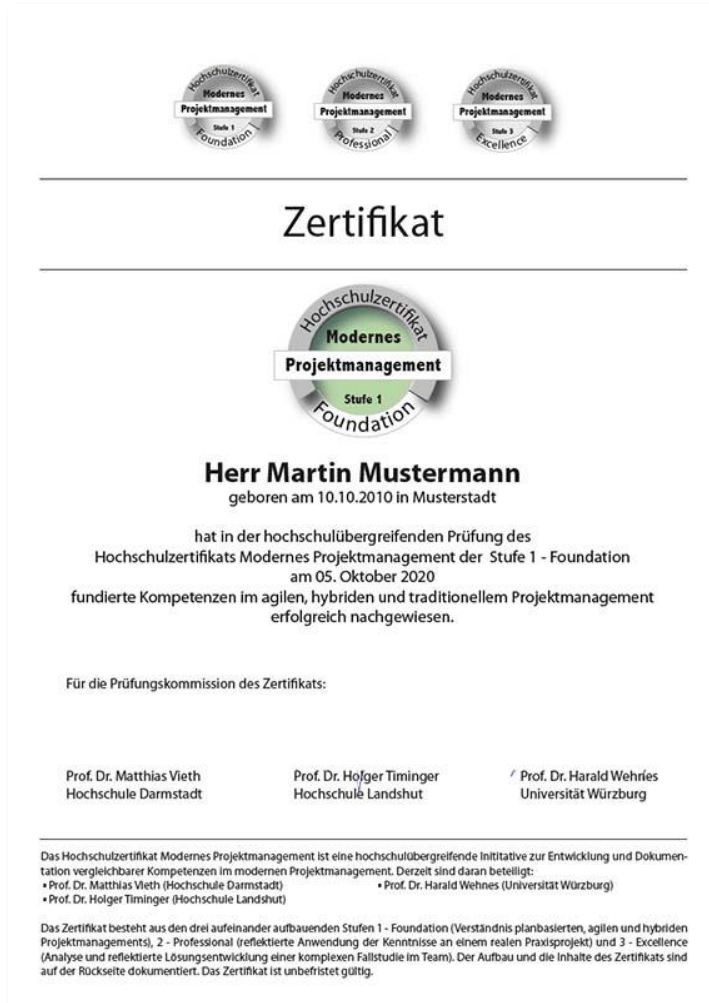 Hochschulzertifikat
Modernes
Projektmanagement
Stufe 1
Foundation
Hochschulzertifikat
Modernes
Projektmanagement
Stufe 2
Professional
Hochschulzertifikat
Modernes
Projektmanagement
Stufe 3
Excellence
Zertifikat
Hochschulzertifikat
Modernes
Projektmanagement
Stufe 1
Foundation
Herr Martin Mustermann
geboren am 10.10.2010 in Musterstadt
hat in der hochschulübergreifenden Prüfung des
Hochschulzertifikats Modernes Projektmanagement der Stufe 1 - Foundation
am 05. Oktober 2020
fundierte Kompetenzen im agilen, hybriden und traditionellem Projektmanagement
erfolgreich nachgewiesen.
Für die Prüfungskommission des Zertifikats:
Prof. Dr. Matthias Vieth Prof. Dr. Holger Timinger Prof. Dr. Harald Wehnes
Hochschule Darmstadt Hochschule Landshut Universität Würzburg
Das Hochschulzertifikat Modernes Projektmanagement ist eine hochschulübergreifende Inititative zur Entwicklung und Dokumen-
tation vergleichbarer Kompetenzen im modernen Projektmanagement. Derzeit sind daran beteiligt:
• Prof. Dr. Matthias Vieth (Hochschule Darmstadt) • Prof. Dr. Harald Wehnes (Universität Würzburg)
• Prof. Dr. Holger Timinger (Hochschule Landshut)
Das Zertifikat besteht aus den drei aufeinander aufbauenden Stufen 1 - Foundation (Verständnis planbasierten, agilen und hybriden
Projektmanagements), 2 - Professional (reflektierte Anwendung der Kenntnisse an einem realen Praxisprojekt) und 3 - Excellence
(Analyse und reflektierte Lösungsentwicklung einer komplexen Fallstudie im Team). Der Aufbau und die Inhalte des Zertifikats sind
auf der Rückseite dokumentiert. Das Zertifikat ist unbefristet gültig.